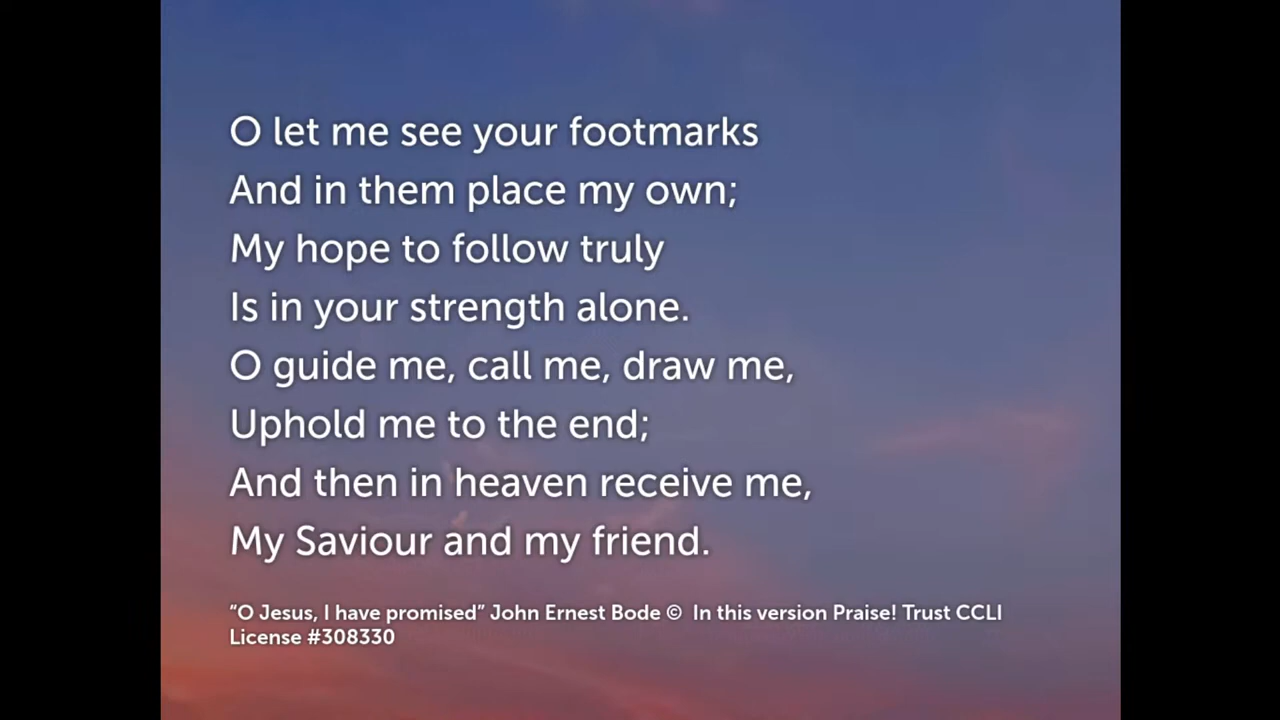 O let me see your footmarks
And in them place my own;
My hope to follow truly
Is in your strength alone.
O guide me, call me, draw me,
Uphold me to the end;
And then in heaven receive me,
My Saviour and my friend.
“O Jesus, I have promised” John Ernest Bode ©  In this version Praise! Trust CCLI
License #308330